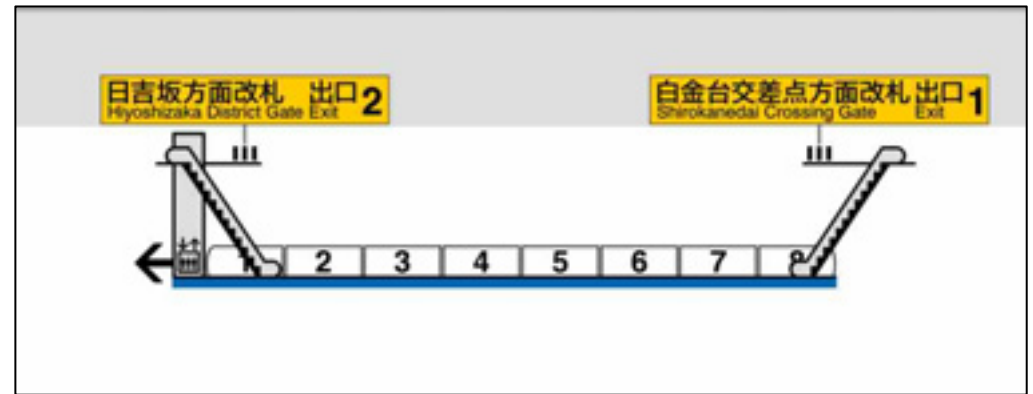 日吉坂方面改札 出口 2
Hiyoshizaka District Gate Exit
白金台交差点方面改札 出口 1
Shirokanedai Crossing Gate Exit
1 2 3 4 5 6 7 8